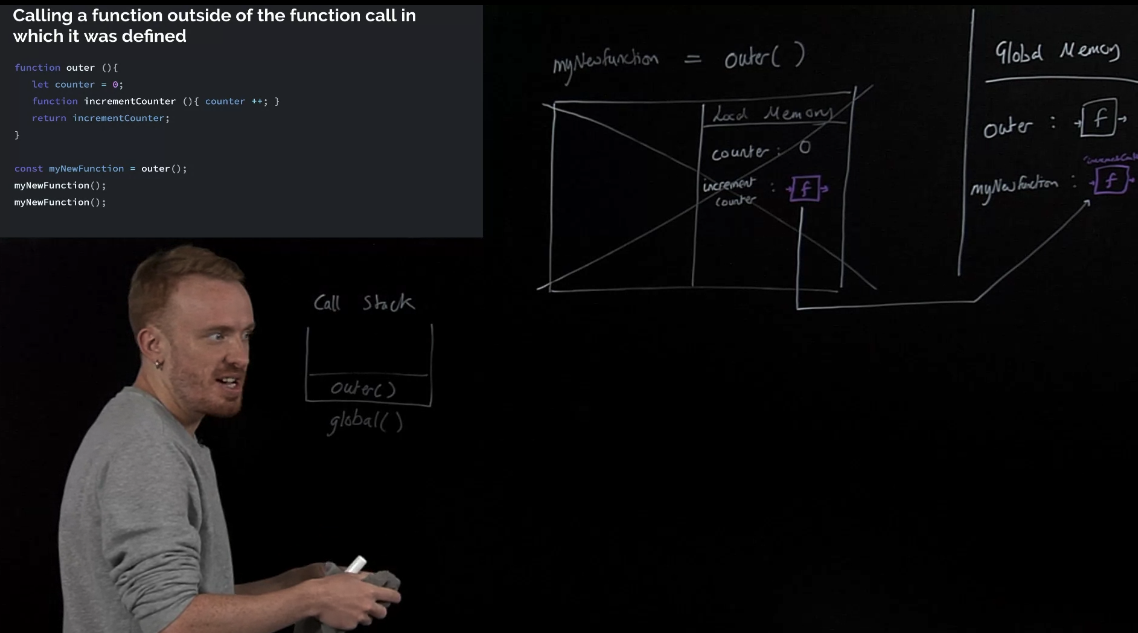 Calling a function outside of the function call in
which it was defined
function outer (){
let counter = 0;
function incrementCounter (){ counter ++; }
return incrementCounter;
}
const myNewFunction = outer();
myNewFunction();
myNewFunction();
myNewFunction = outer( )
Local Memory
counter : 0
increment
counter : f
Global Memory
outer : f
myNewFunction : f
Call Stack
outer()
global()